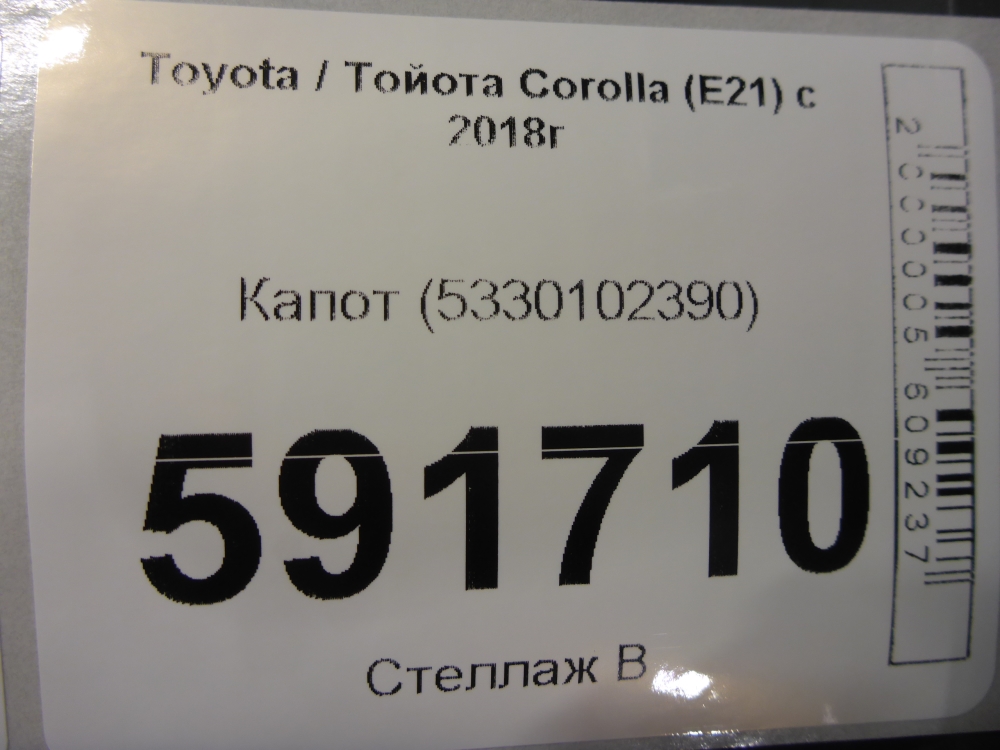 Toyota / Тойота Corolla (E21) с
2018г
Капот (5330102390)
591710
Стеллаж В
2000005609237